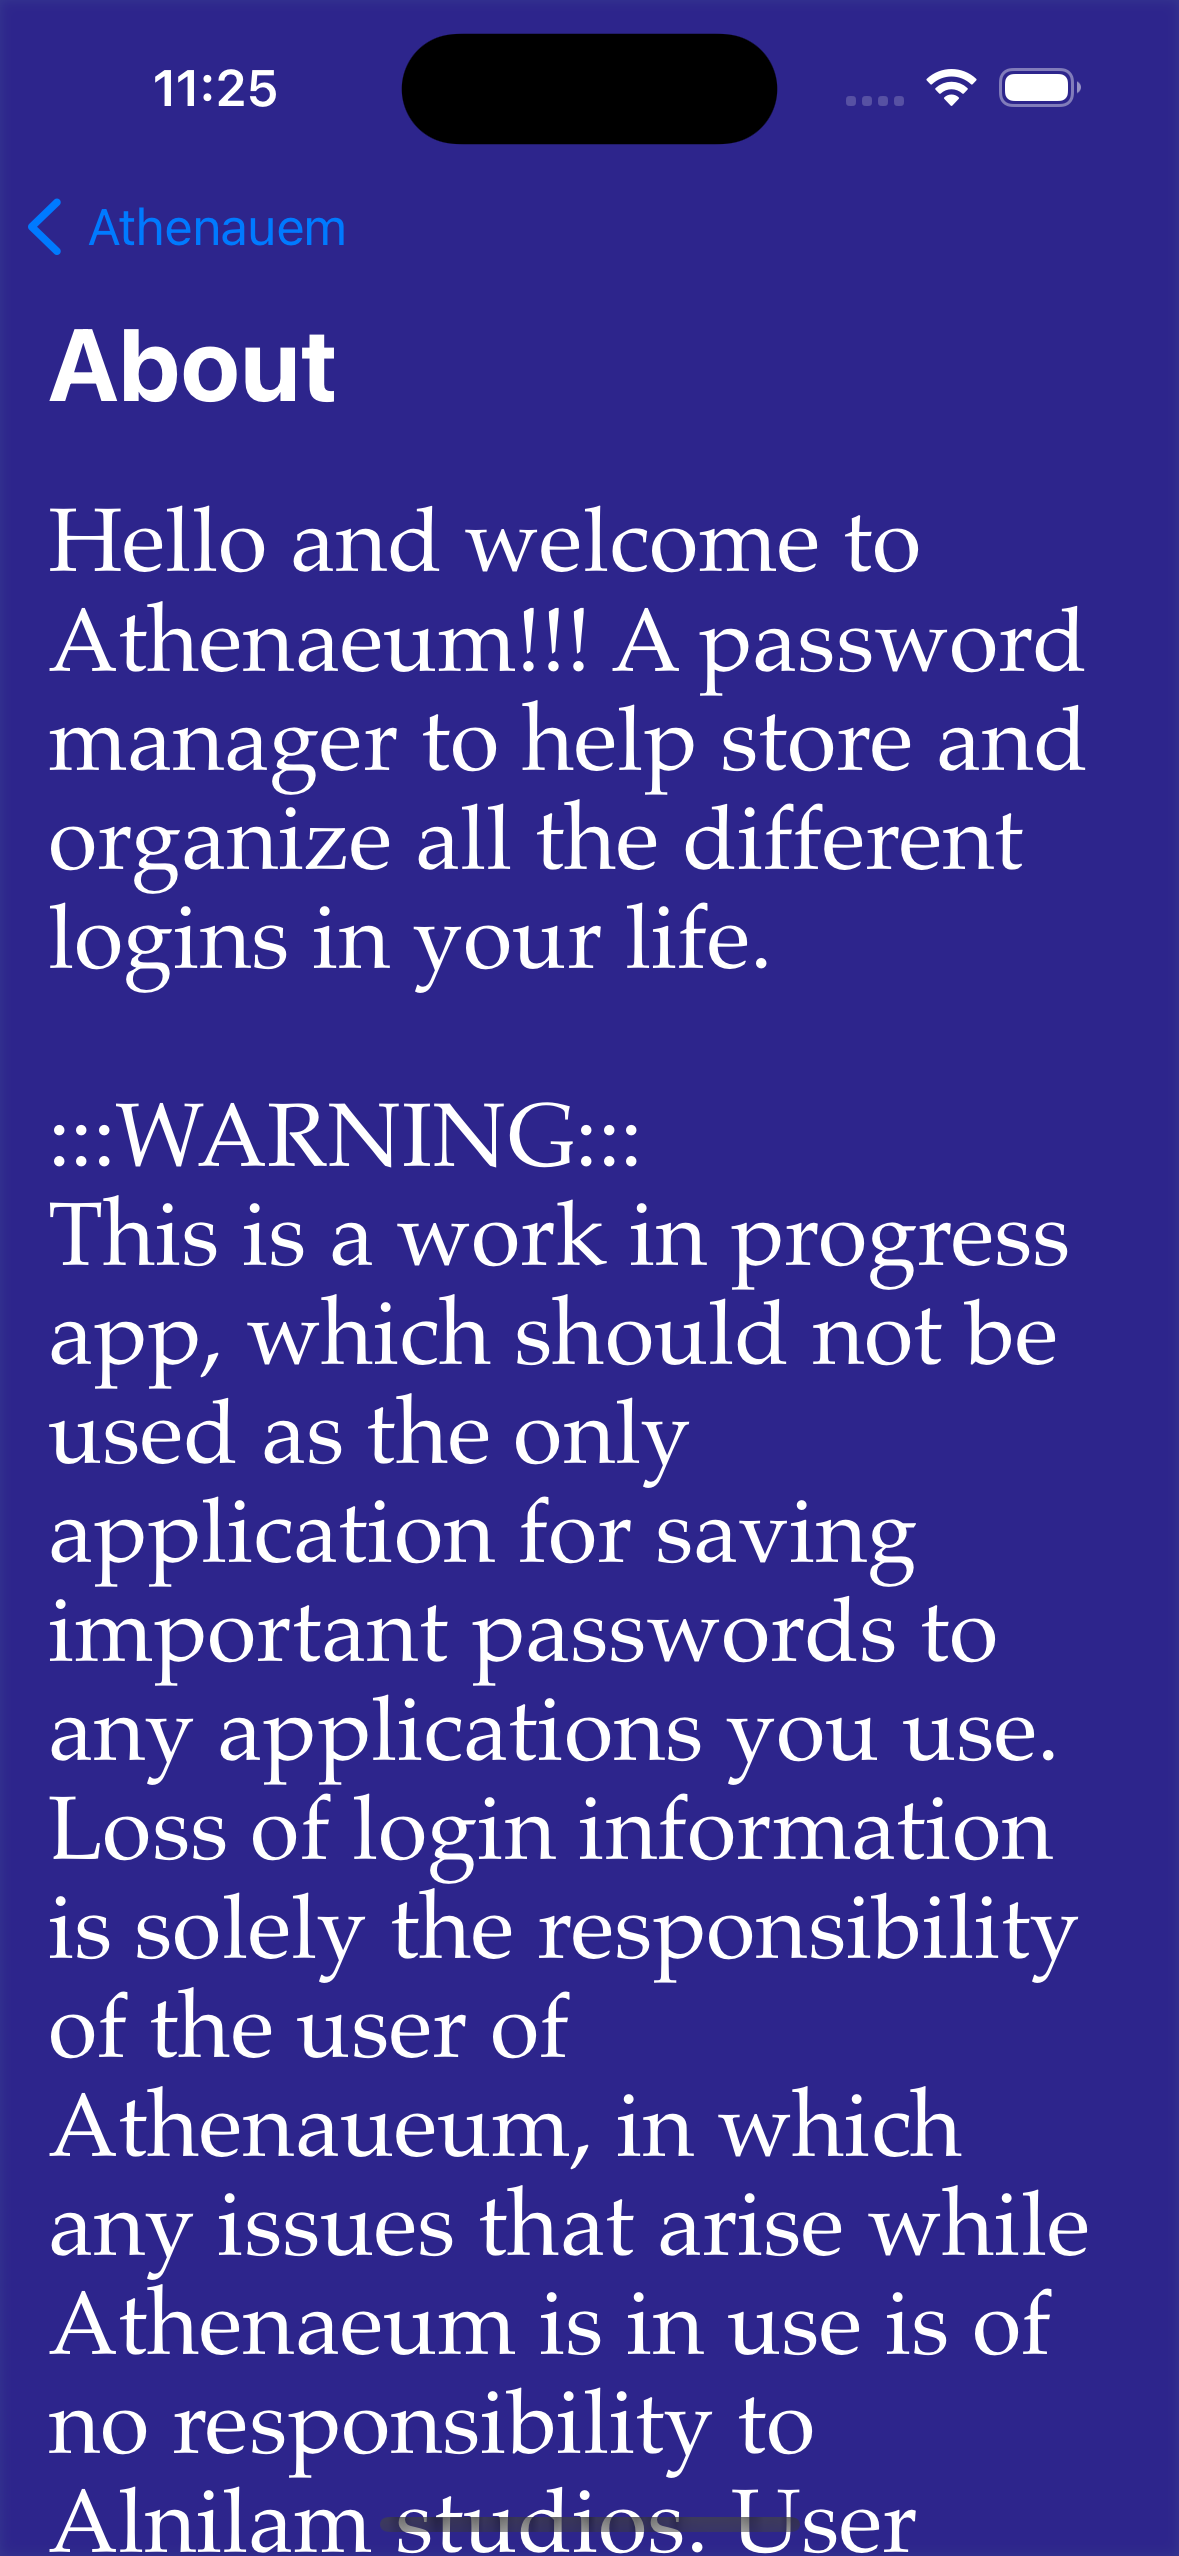 11:25
Athenauem
About
Hello and welcome to
Athenaeum!!! A password
manager to help store and
organize all the different
logins in your life.
:::WARNING:::
This is a work in progress
app, which should not be
used as the only
application for saving
important passwords to
any applications you use.
Loss of login information
is solely the responsibility
of the user of
Athenaueum, in which
any issues that arise while
Athenaeum is in use is of
no responsibility to
Alnilam studios. User